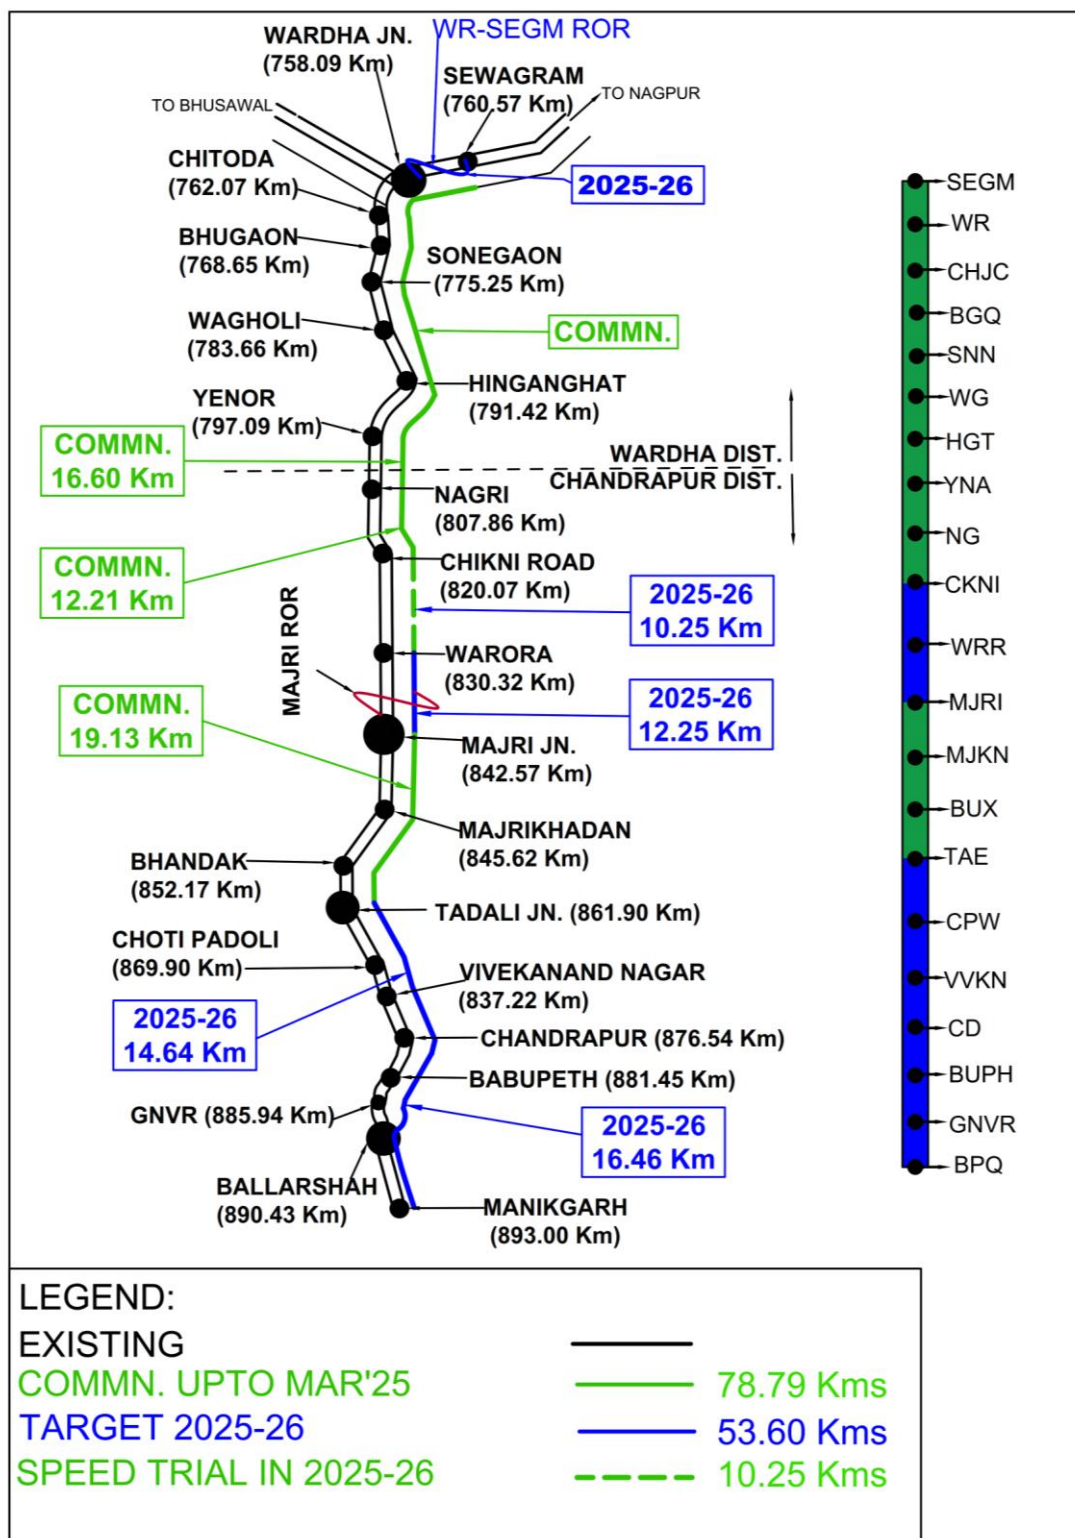 WARDHA JN.
(758.09 Km)
WR-SEGM ROR
SEWAGRAM
(760.57 Km)
TO BHUSAWAL
TO NAGPUR
CHITODA
(762.07 Km)
2025-26
BHUGAON
(768.65 Km)
SONEGAON
(775.25 Km)
WAGHOLI
(783.66 Km)
COMMN.
HINGANGHAT
(791.42 Km)
YENOR
(797.09 Km)
COMMN.
16.60 Km
WARDHA DIST.
CHANDRAPUR DIST.
NAGRI
(807.86 Km)
COMMN.
12.21 Km
CHIKNI ROAD
(820.07 Km)
2025-26
10.25 Km
MAJRI ROR
WARORA
(830.32 Km)
COMMN.
19.13 Km
2025-26
12.25 Km
MAJRI JN.
(842.57 Km)
MAJRIKHADAN
(845.62 Km)
BHANDAK
(852.17 Km)
TADALI JN. (861.90 Km)
CHOTI PADOLI
(869.90 Km)
VIVEKANAND NAGAR
(837.22 Km)
2025-26
14.64 Km
CHANDRAPUR (876.54 Km)
BABUPETH (881.45 Km)
GNVR (885.94 Km)
2025-26
16.46 Km
BALLARSHAH
(890.43 Km)
MANIKGARH
(893.00 Km)
SEGM
WR
CHJC
BGQ
SNN
WG
HGT
YNA
NG
CKNI
WRR
MJRI
MJKN
BUX
TAE
CPW
VVKN
CD
BUPH
GNVR
BPQ
LEGEND:
EXISTING
COMMN. UPTO MAR'25 78.79 Kms
TARGET 2025-26 53.60 Kms
SPEED TRIAL IN 2025-26 10.25 Kms